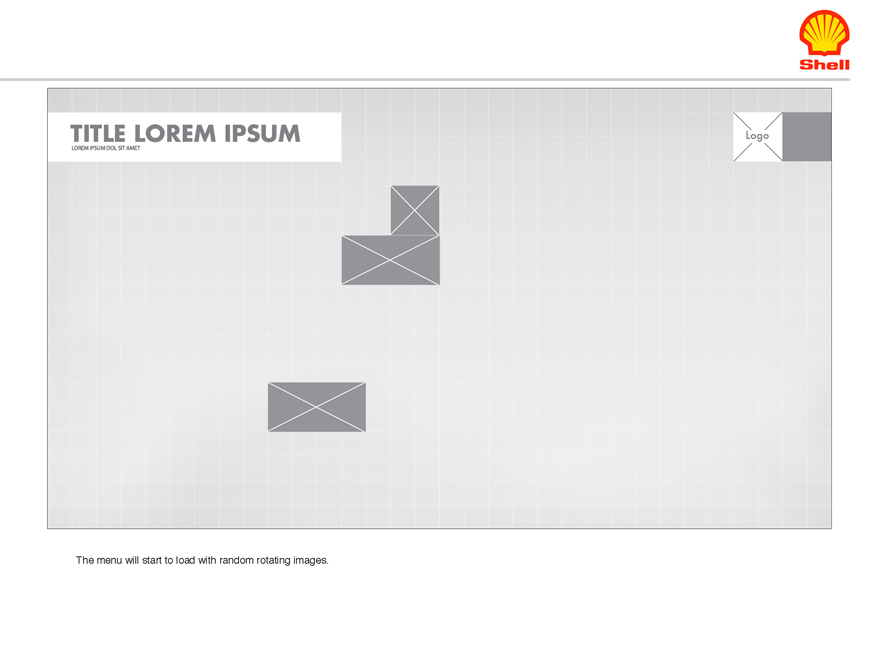 Shell
TITLE LOREM IPSUM
LOREM IPSUM DOL SIT AMET
Logo
The menu will start to load with random rotating images.